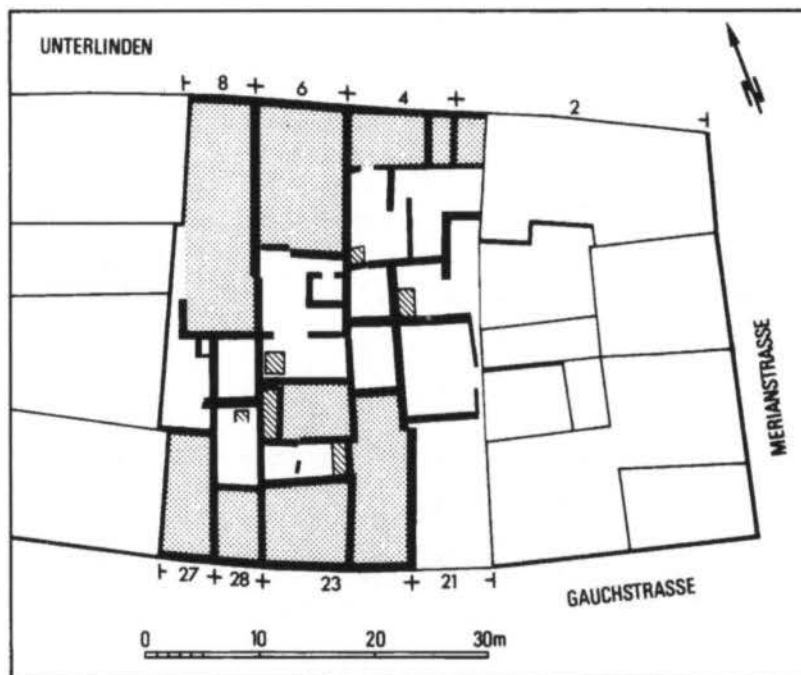 UNTERLINDEN
N
8 6 4 2
MERIANSTRASSE
27 28 23 21
GAUCHSTRASSE
0 10 20 30m